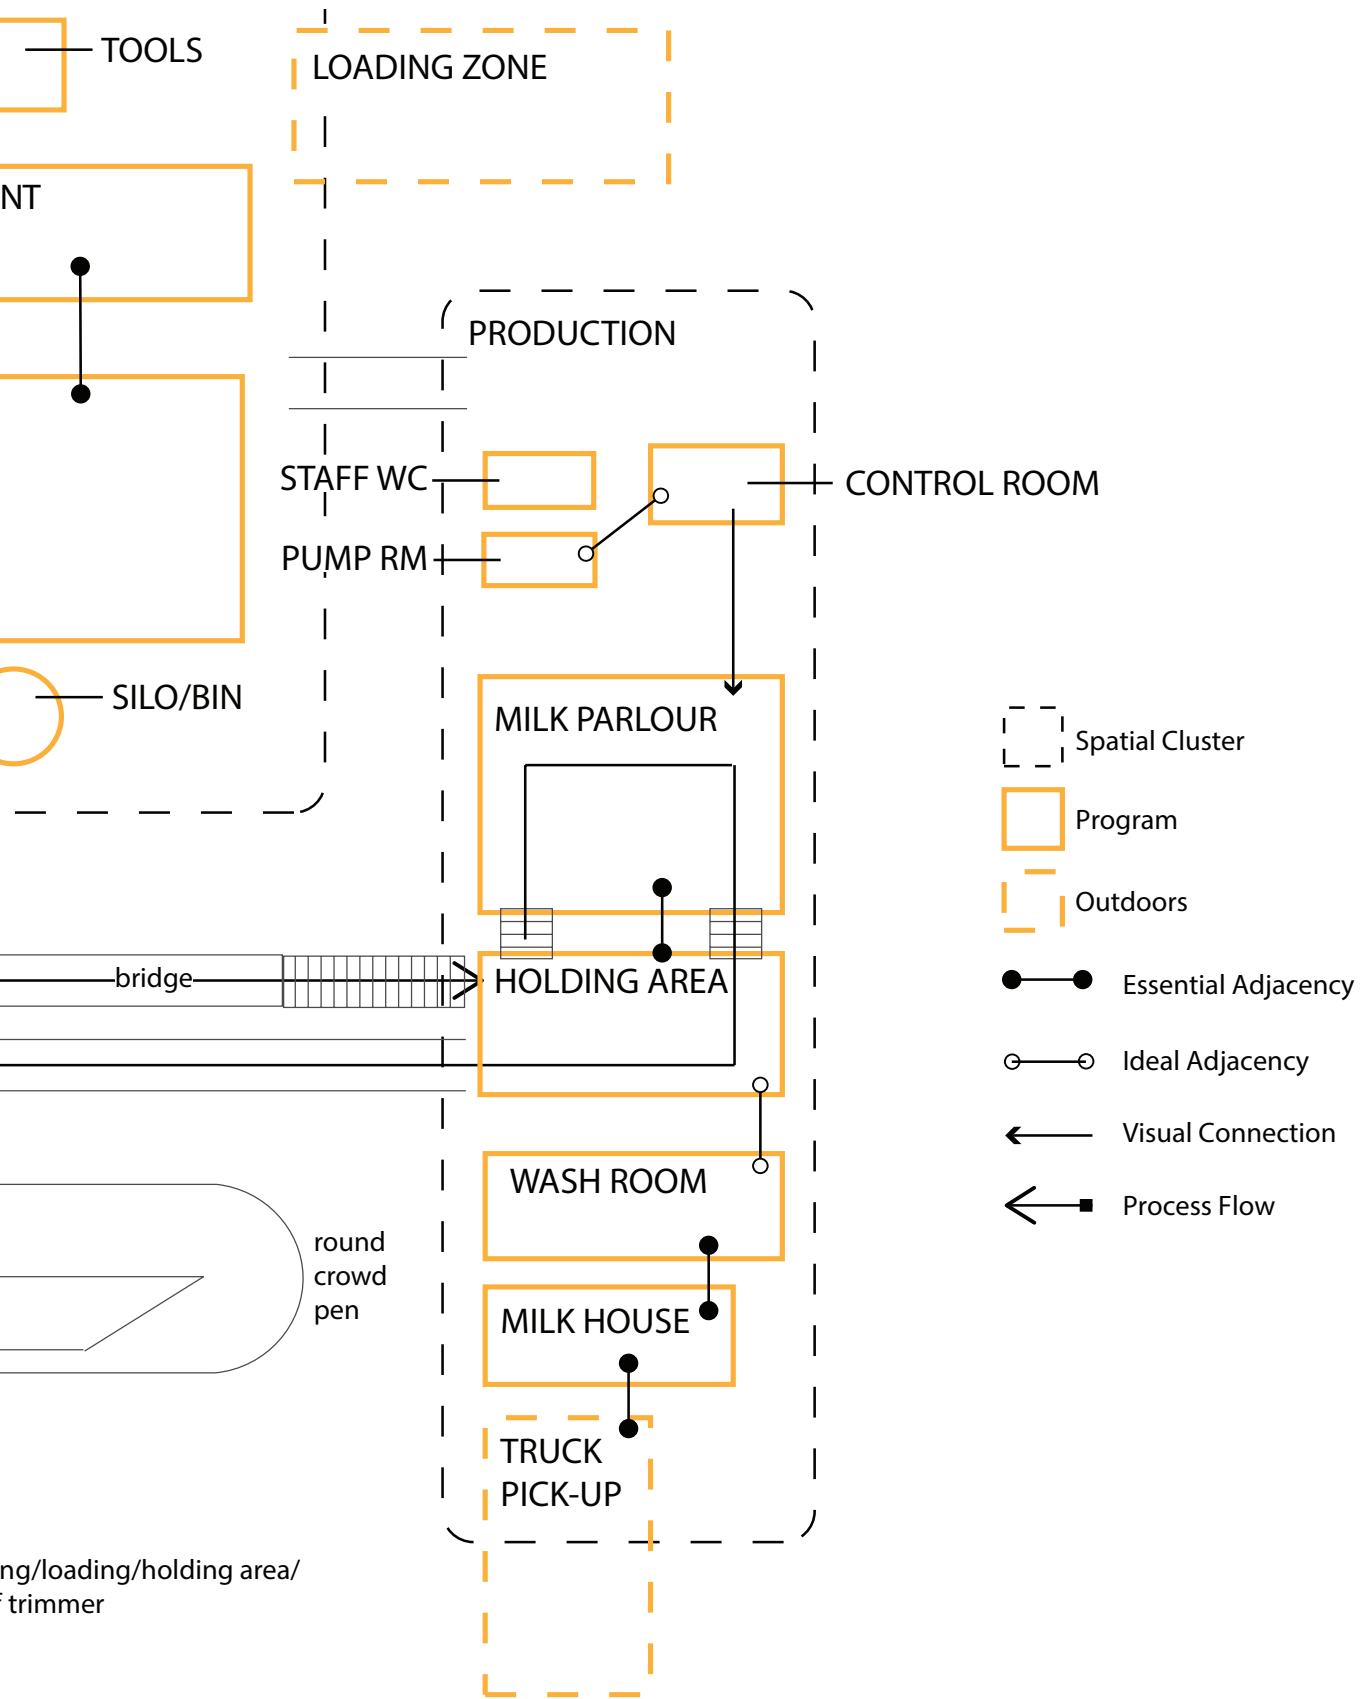 TOOLS
LOADING ZONE
NT
PRODUCTION
STAFF WC
CONTROL ROOM
PUMP RM
SILO/BIN
MILK PARLOUR
Spatial Cluster
Program
Outdoors
bridge
HOLDING AREA
Essential Adjacency
Ideal Adjacency
Visual Connection
WASH ROOM
Process Flow
round
crowd
pen
MILK HOUSE
TRUCK
PICK-UP
ng/loading/holding area/
f trimmer